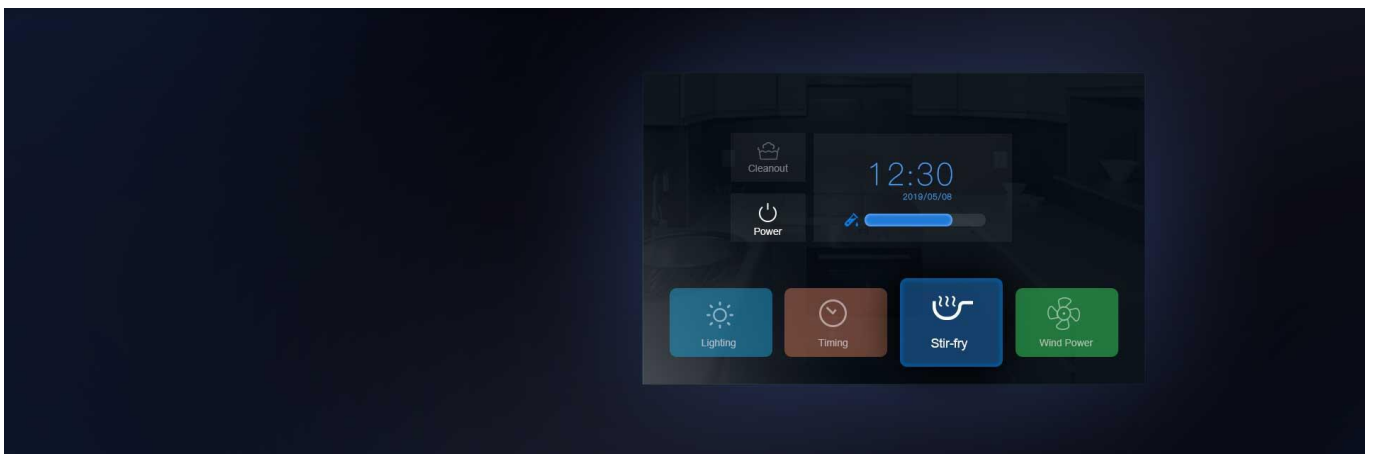 Cleanout
12:30
2019/05/08
Power
Lighting
Timing
Stir-fry
Wind Power